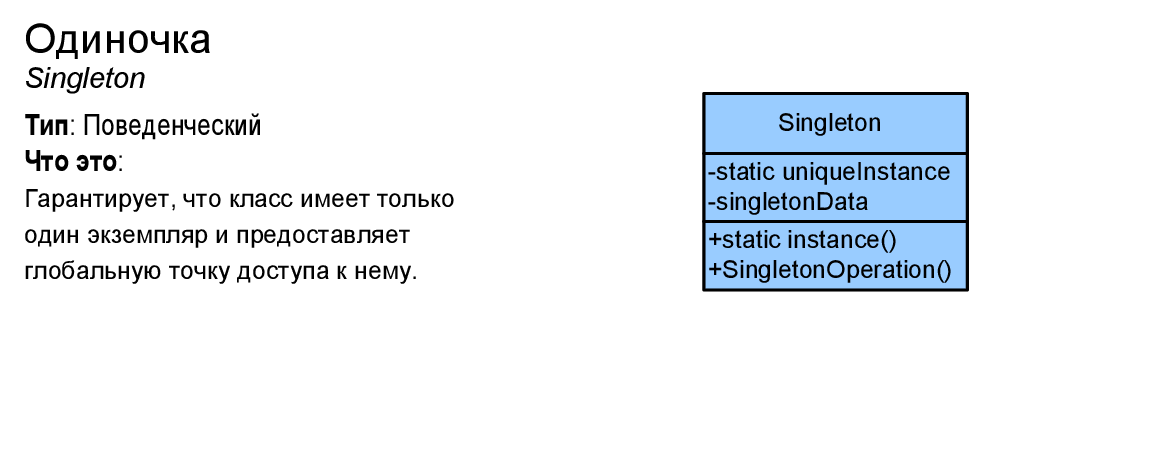 Одиночка
Singleton
Тип: Поведенческий
Что это:
Гарантирует, что класс имеет только
один экземпляр и предоставляет
глобальную точку доступа к нему.
Singleton
-static uniqueInstance
-singletonData
+static instance()
+SingletonOperation()